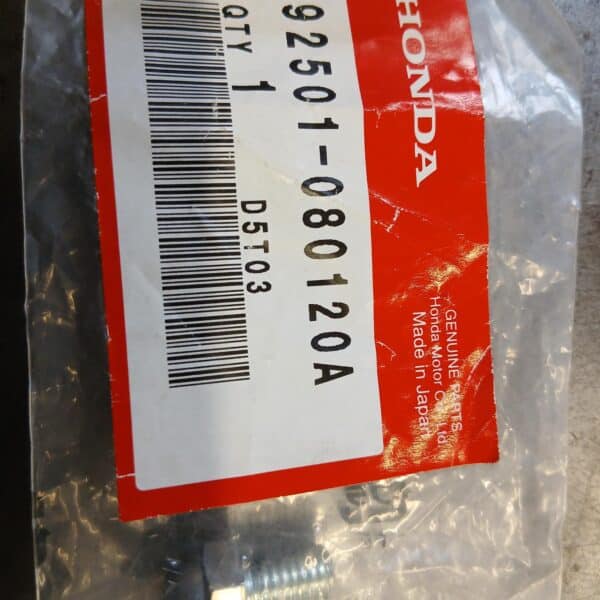 HONDA
GENUINE PARTS
Honda Motor Co., Ltd.
Made in Japan
92501-080120A
QTY 1
D5T03